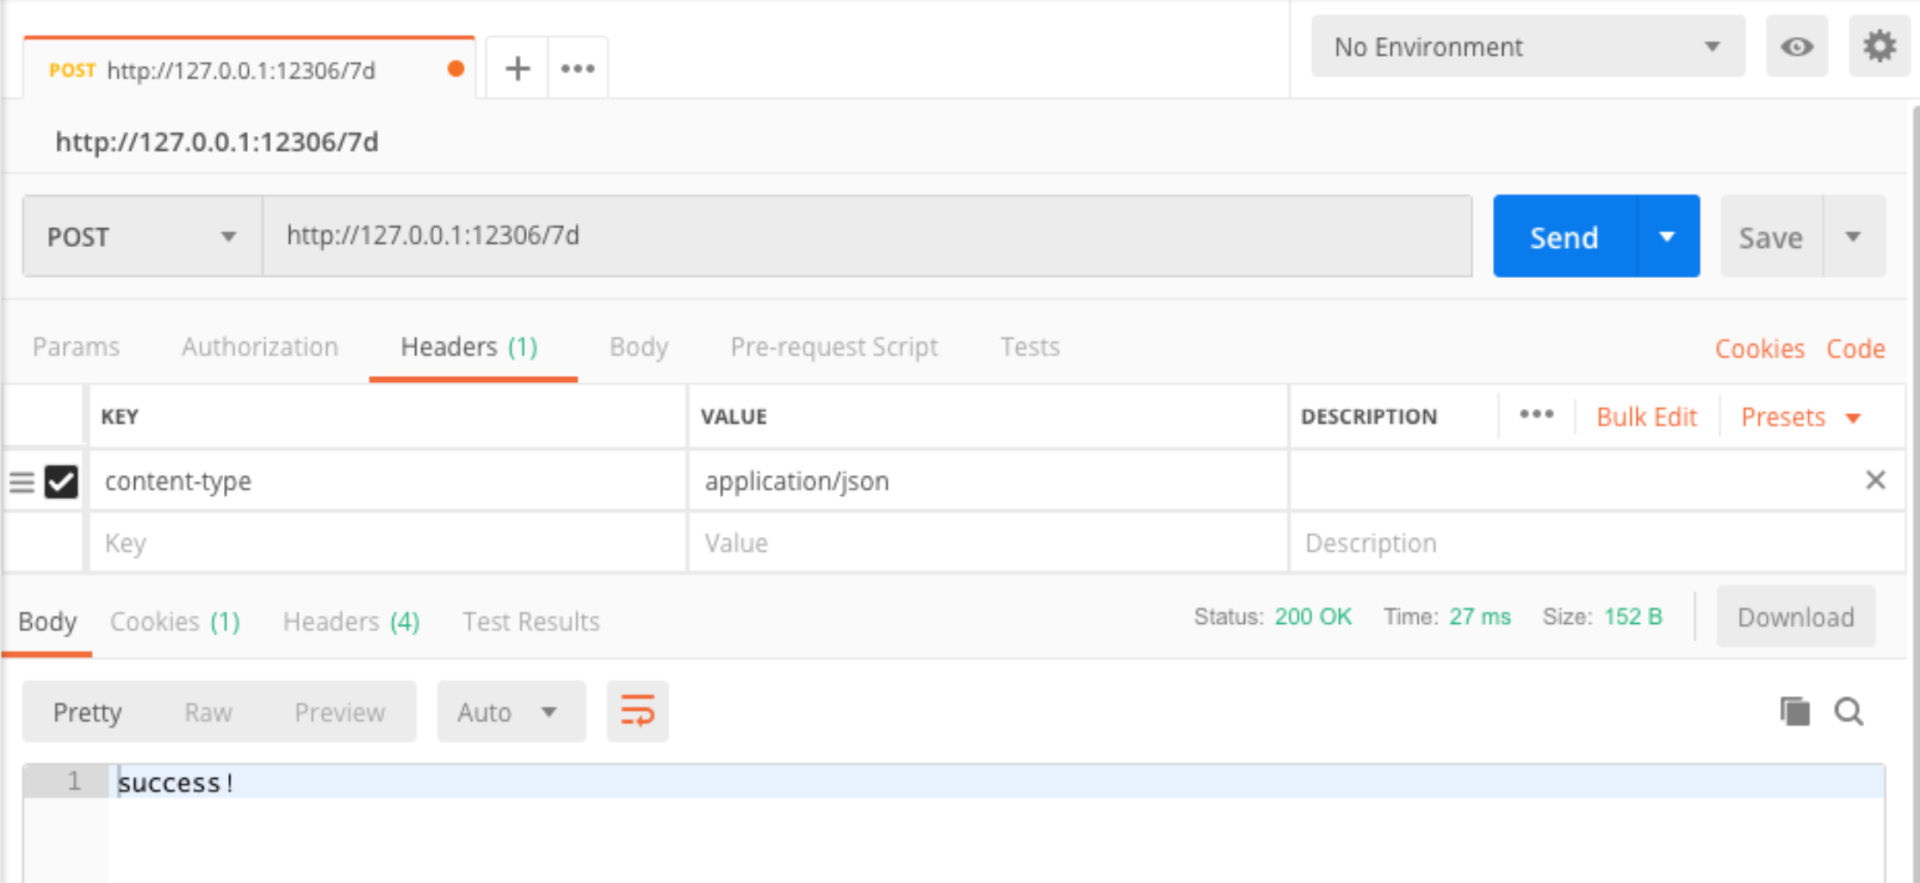 No Environment
POST http://127.0.0.1:12306/7d
http://127.0.0.1:12306/7d
POST http://127.0.0.1:12306/7d Send Save
Params Authorization Headers (1) Body Pre-request Script Tests Cookies Code
KEY VALUE DESCRIPTION Bulk Edit Presets
content-type application/json
Key Value Description
Body Cookies (1) Headers (4) Test Results Status: 200 OK Time: 27 ms Size: 152 B Download
Pretty Raw Preview Auto
1 success!